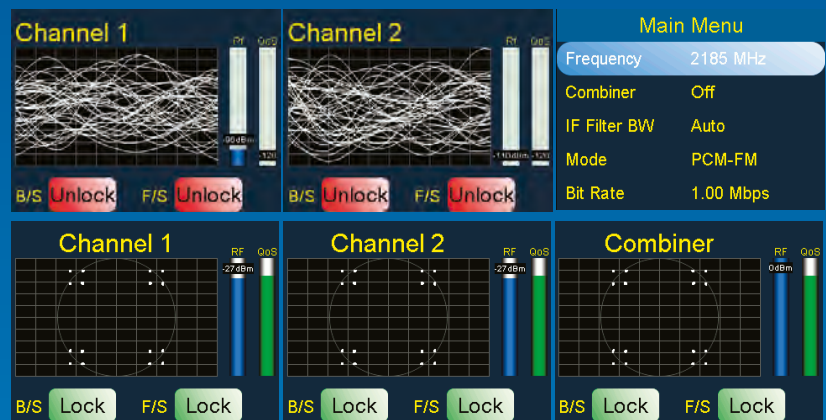 Channel 1
Rf QoS
-90dBm
-120
B/S Unlock F/S Unlock
Channel 2
Rf QoS
-110dBm -120
B/S Unlock F/S Unlock
Main Menu
Frequency 2185 MHz
Combiner Off
IF Filter BW Auto
Mode PCM-FM
Bit Rate 1.00 Mbps
Channel 1
RF QoS
-27dBm
B/S Lock F/S Lock
Channel 2
RF QoS
-27dBm
B/S Lock F/S Lock
Combiner
RF QoS
0dBm
B/S Lock F/S Lock